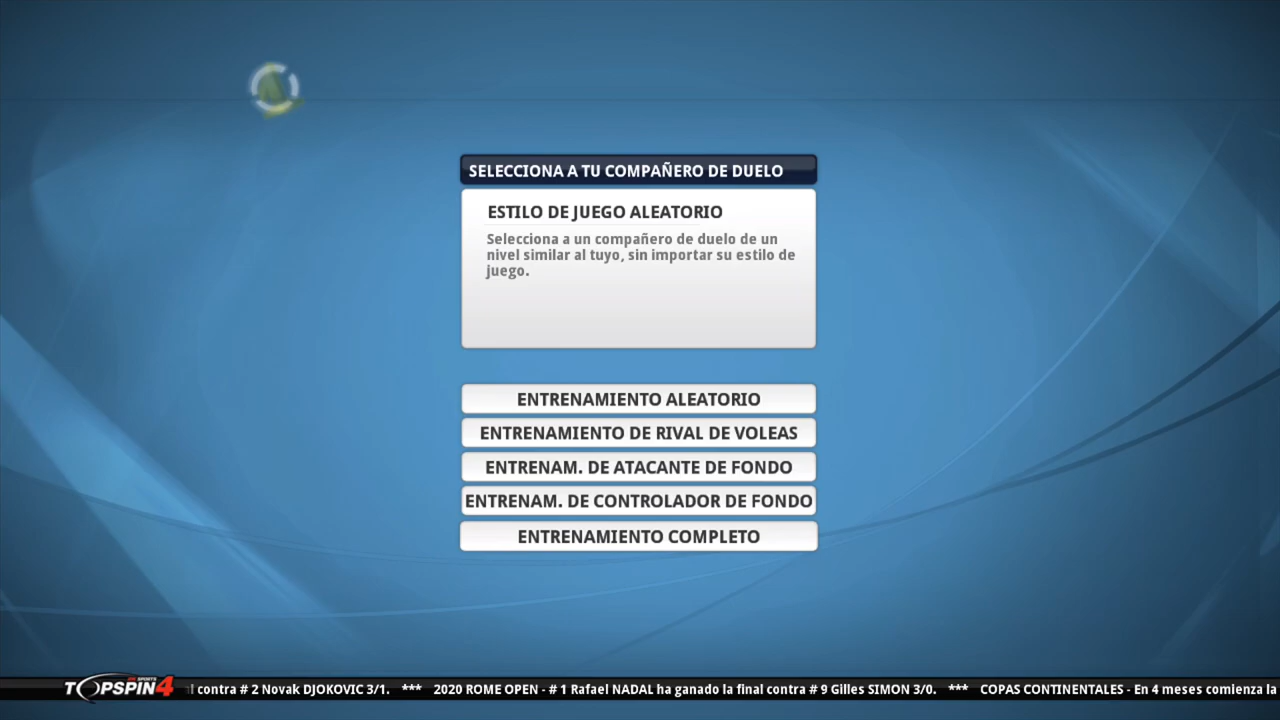 SELECCIONA A TU COMPAÑERO DE DUELO
ESTILO DE JUEGO ALEATORIO
Selecciona a un compañero de duelo de un
nivel similar al tuyo, sin importar su estilo de
juego.
ENTRENAMIENTO ALEATORIO
ENTRENAMIENTO DE RIVAL DE VOLEAS
ENTRENAM. DE ATACANTE DE FONDO
ENTRENAM. DE CONTROLADOR DE FONDO
ENTRENAMIENTO COMPLETO
TOPSPIN 4 l contra # 2 Novak DJOKOVIC 3/1. *** 2020 ROME OPEN - # 1 Rafael NADAL ha ganado la final contra # 9 Gilles SIMON 3/0. *** COPAS CONTINENTALES - En 4 meses comienza la